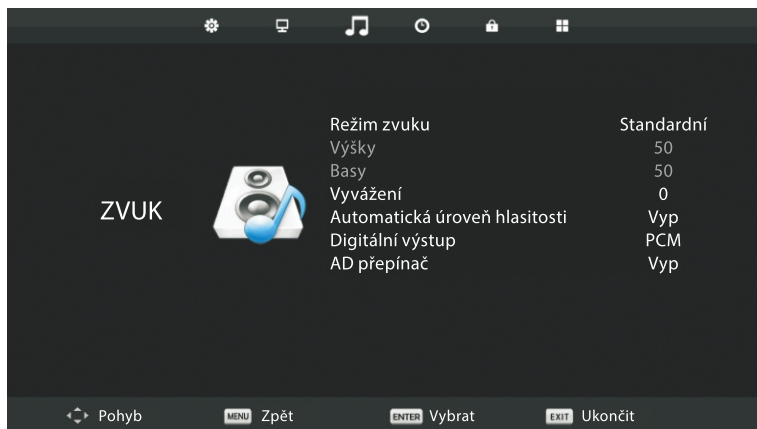 Režim zvuku Standardní
Výšky 50
Basy 50
Vyvážení 0
ZVUK
Automatická úroveň hlasitosti Vyp
Digitální výstup PCM
AD přepínač Vyp
Pohyb MENU Zpět ENTER Vybrat EXIT Ukončit